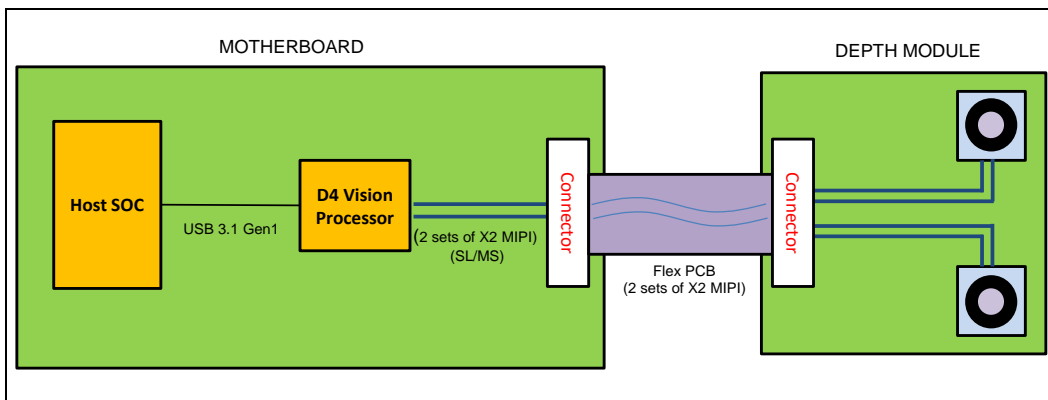 MOTHERBOARD
DEPTH MODULE
Host SOC
USB 3.1 Gen1
D4 Vision
Processor
(2 sets of X2 MIPI)
(SL/MS)
Connector
Flex PCB
(2 sets of X2 MIPI)
Connector